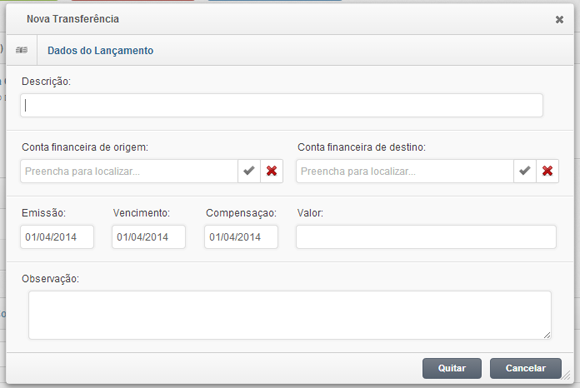 Nova Transferência
Dados do Lançamento
Descrição:
Conta financeira de origem: Conta financeira de destino:
Preencha para localizar... Preencha para localizar...
Emissão: Vencimento: Compensaçao: Valor:
01/04/2014 01/04/2014 01/04/2014
Observação:
Quitar Cancelar